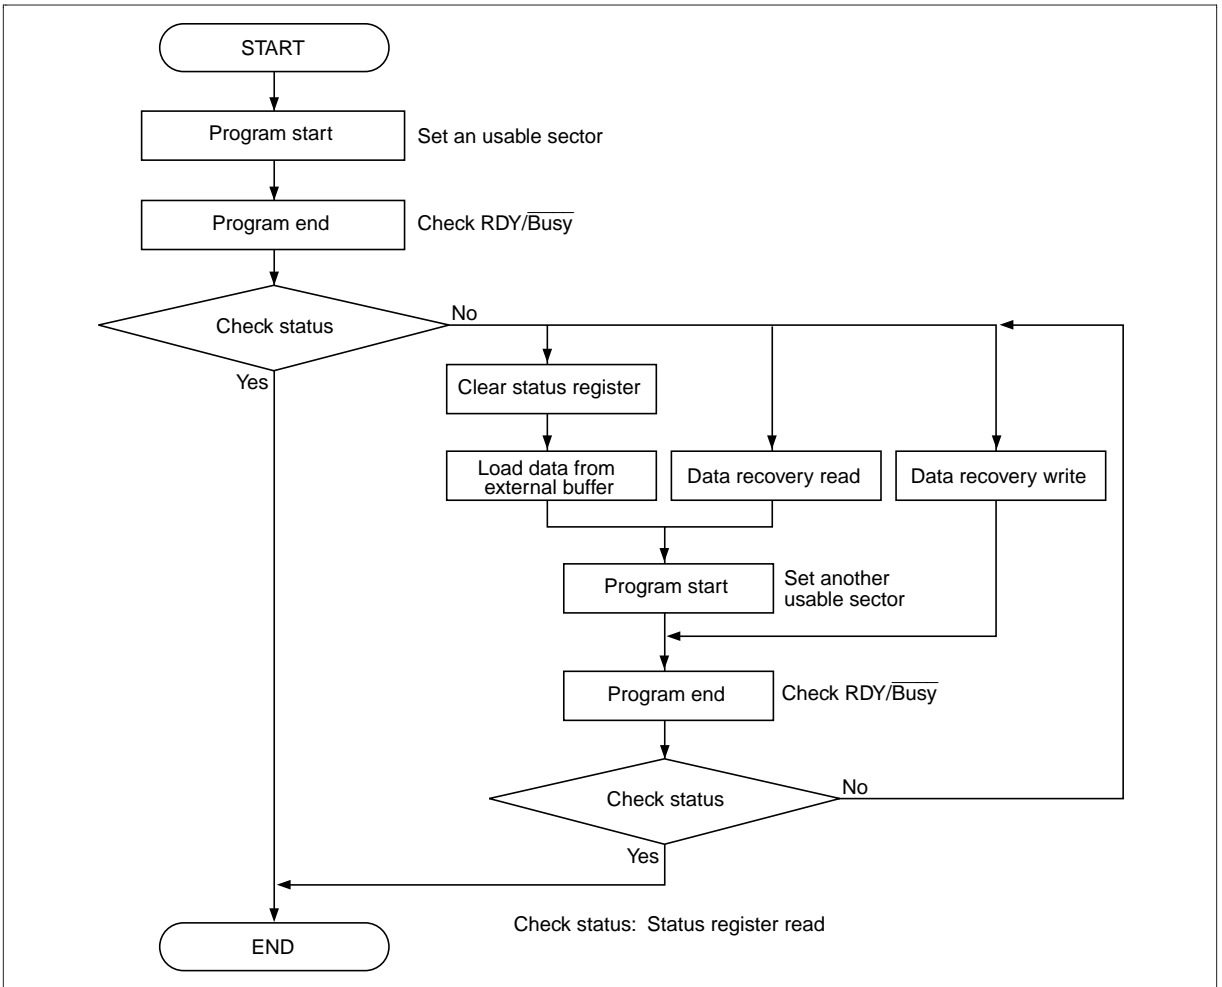 START
Program start
Set an usable sector
Program end
Check RDY/Busy
Check status
No
Yes
Clear status register
Load data from
external buffer
Data recovery read
Data recovery write
Program start
Set another
usable sector
Program end
Check RDY/Busy
Check status
No
Yes
Check status: Status register read
END